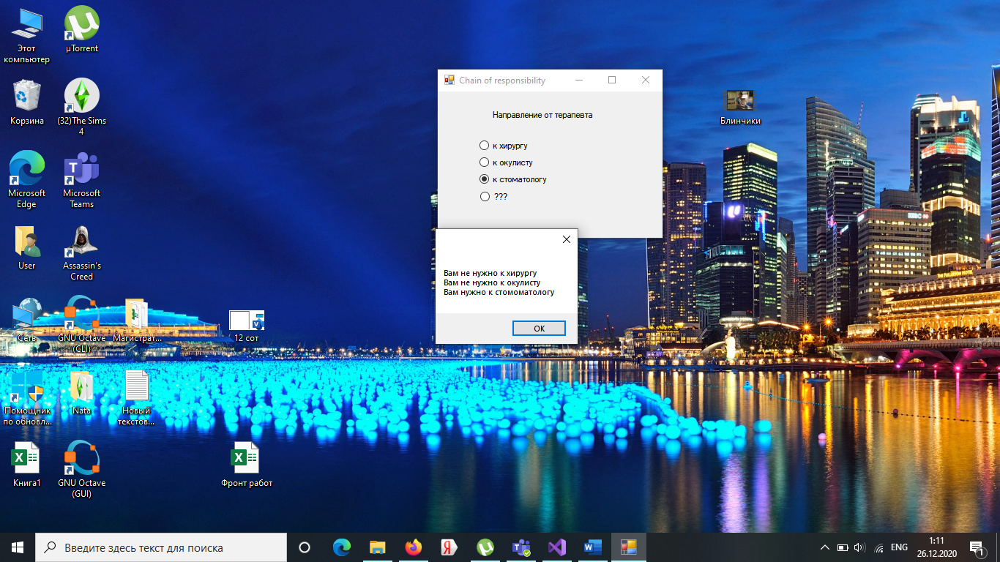 Этот
компьютер
µTorrent
Корзина
(32)The Sims
4
Microsoft
Edge
Microsoft
Teams
User
Assassin's
Creed
Сеть
GNU Octave
(CLI)
Магистрат...
12 сот
Помощник
по обновл...
Nata
Новый
текстов...
Книга1
GNU Octave
(GUI)
Фронт работ
Блинчики
Chain of responsibility
Направление от терапевта
к хирургу
к окулисту
к стоматологу
???
Вам не нужно к хирургу
Вам не нужно к окулисту
Вам нужно к стомоматологу
ОК
Введите здесь текст для поиска
ENG
1:11
26.12.2020
1